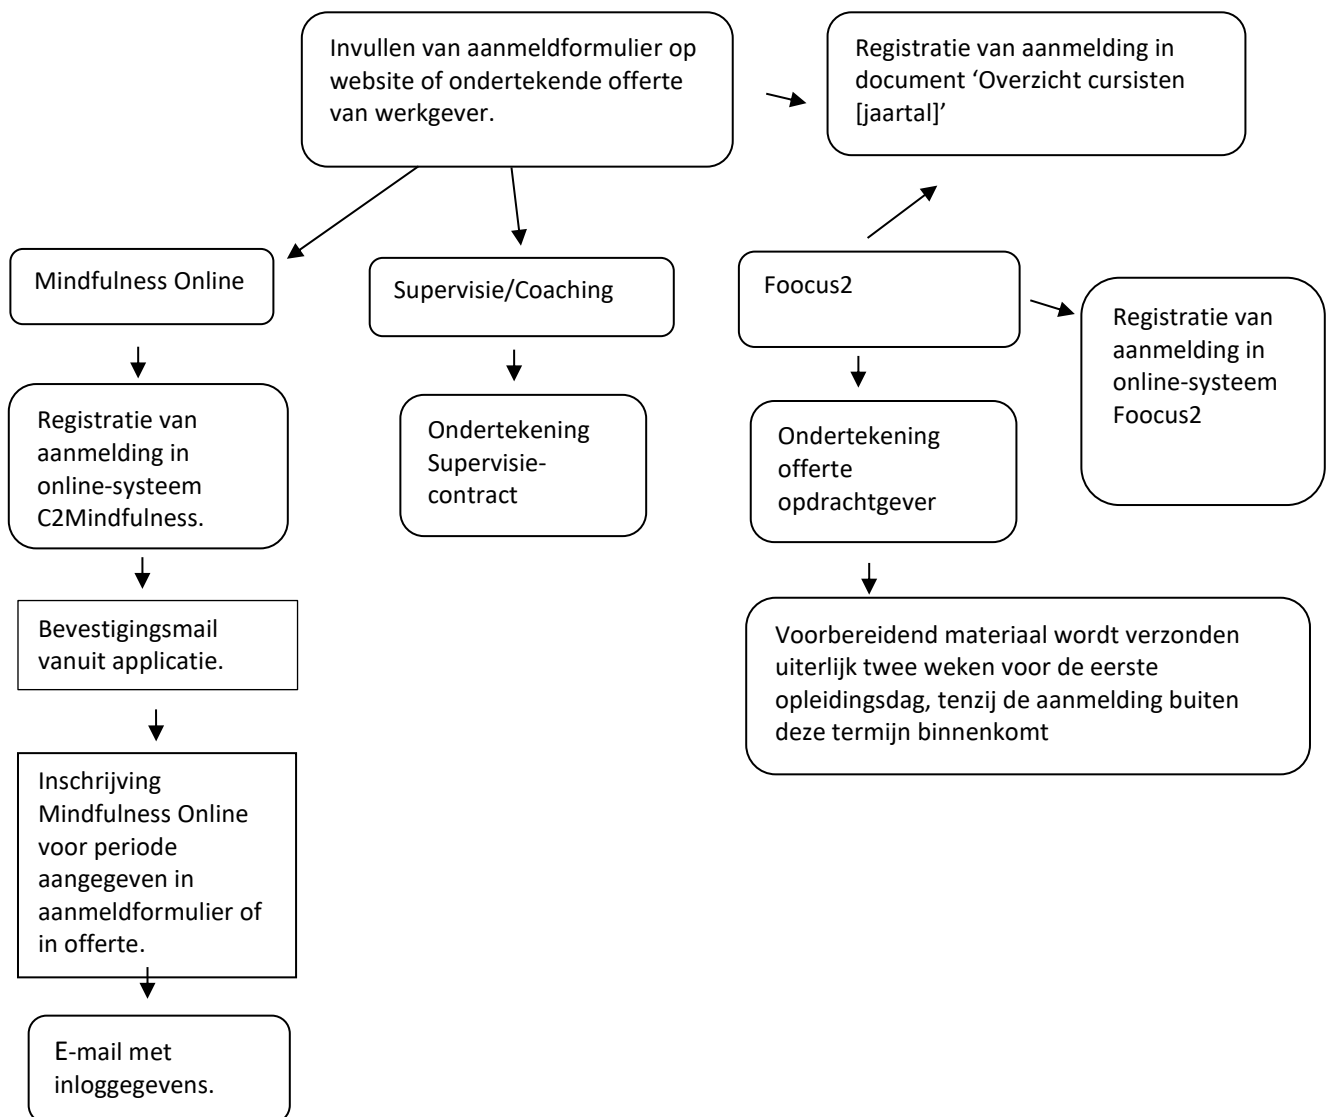 Invullen van aanmeldformulier op
website of ondertekende offerte
van werkgever.
Registratie van aanmelding in
document ‘Overzicht cursisten
[jaartal]’
Mindfulness Online
Supervisie/Coaching
Foocus2
Registratie van
aanmelding in
online-systeem
Foocus2
Registratie van
aanmelding in
online-systeem
C2Mindfulness.
Ondertekening
Supervisie-
contract
Ondertekening
offerte
opdrachtgever
Bevestigingsmail
vanuit applicatie.
Voorbereidend materiaal wordt verzonden
uiterlijk twee weken voor de eerste
opleidingsdag, tenzij de aanmelding buiten
deze termijn binnenkomt
Inschrijving
Mindfulness Online
voor periode
aangegeven in
aanmeldformulier of
in offerte.
E-mail met
inloggegevens.